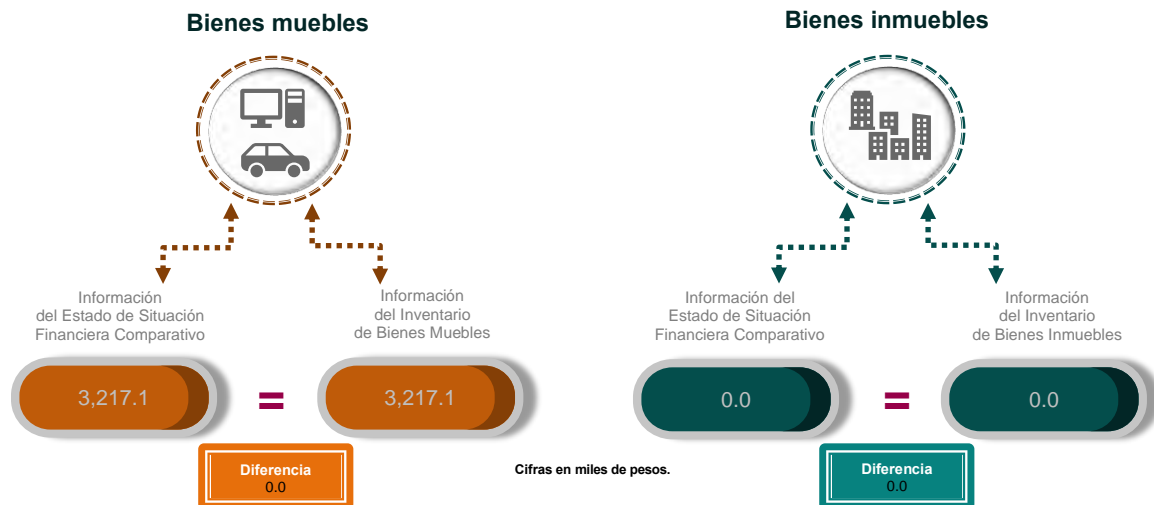 Bienes muebles
Información
del Estado de Situación
Financiera Comparativo
3,217.1
=
Información
del Inventario
de Bienes Muebles
3,217.1
Diferencia
0.0
Cifras en miles de pesos.
Bienes inmuebles
Información del
Estado de Situación
Financiera Comparativo
0.0
=
Información
del Inventario
de Bienes Inmuebles
0.0
Diferencia
0.0